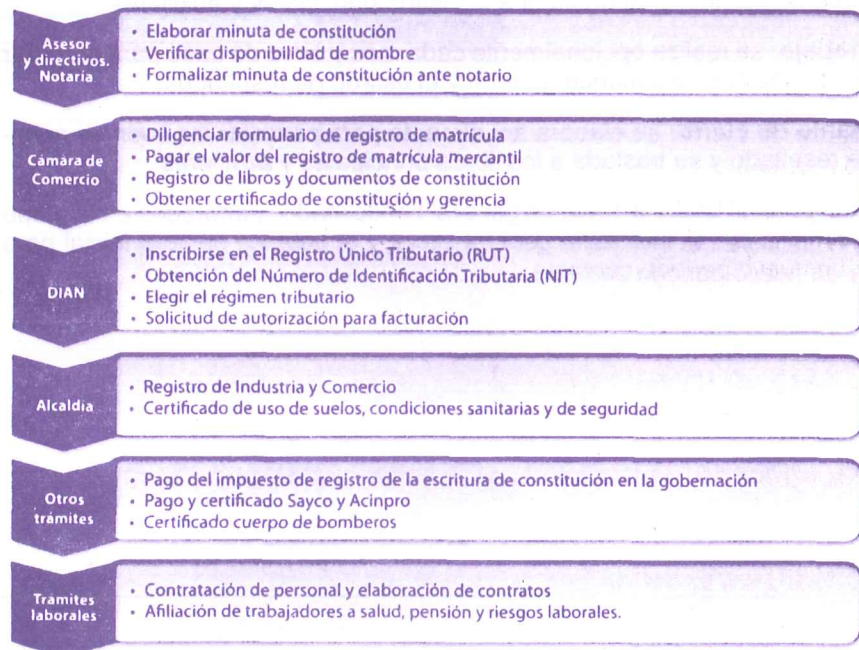 Asesor
y directivos.
Notaría
• Elaborar minuta de constitución
• Verificar disponibilidad de nombre
• Formalizar minuta de constitución ante notario
Cámara de
Comercio
• Diligenciar formulario de registro de matrícula
• Pagar el valor del registro de matrícula mercantil
• Registro de libros y documentos de constitución
• Obtener certificado de constitución y gerencia
DIAN
• Inscribirse en el Registro Único Tributario (RUT)
• Obtención del Número de Identificación Tributaria (NIT)
• Elegir el régimen tributario
• Solicitud de autorización para facturación
Alcaldía
• Registro de Industria y Comercio
• Certificado de uso de suelos, condiciones sanitarias y de seguridad
Otros
trámites
• Pago del impuesto de registro de la escritura de constitución en la gobernación
• Pago y certificado Sayco y Acinpro
• Certificado cuerpo de bomberos
Tramites
laborales
• Contratación de personal y elaboración de contratos
• Afiliación de trabajadores a salud, pensión y riesgos laborales.